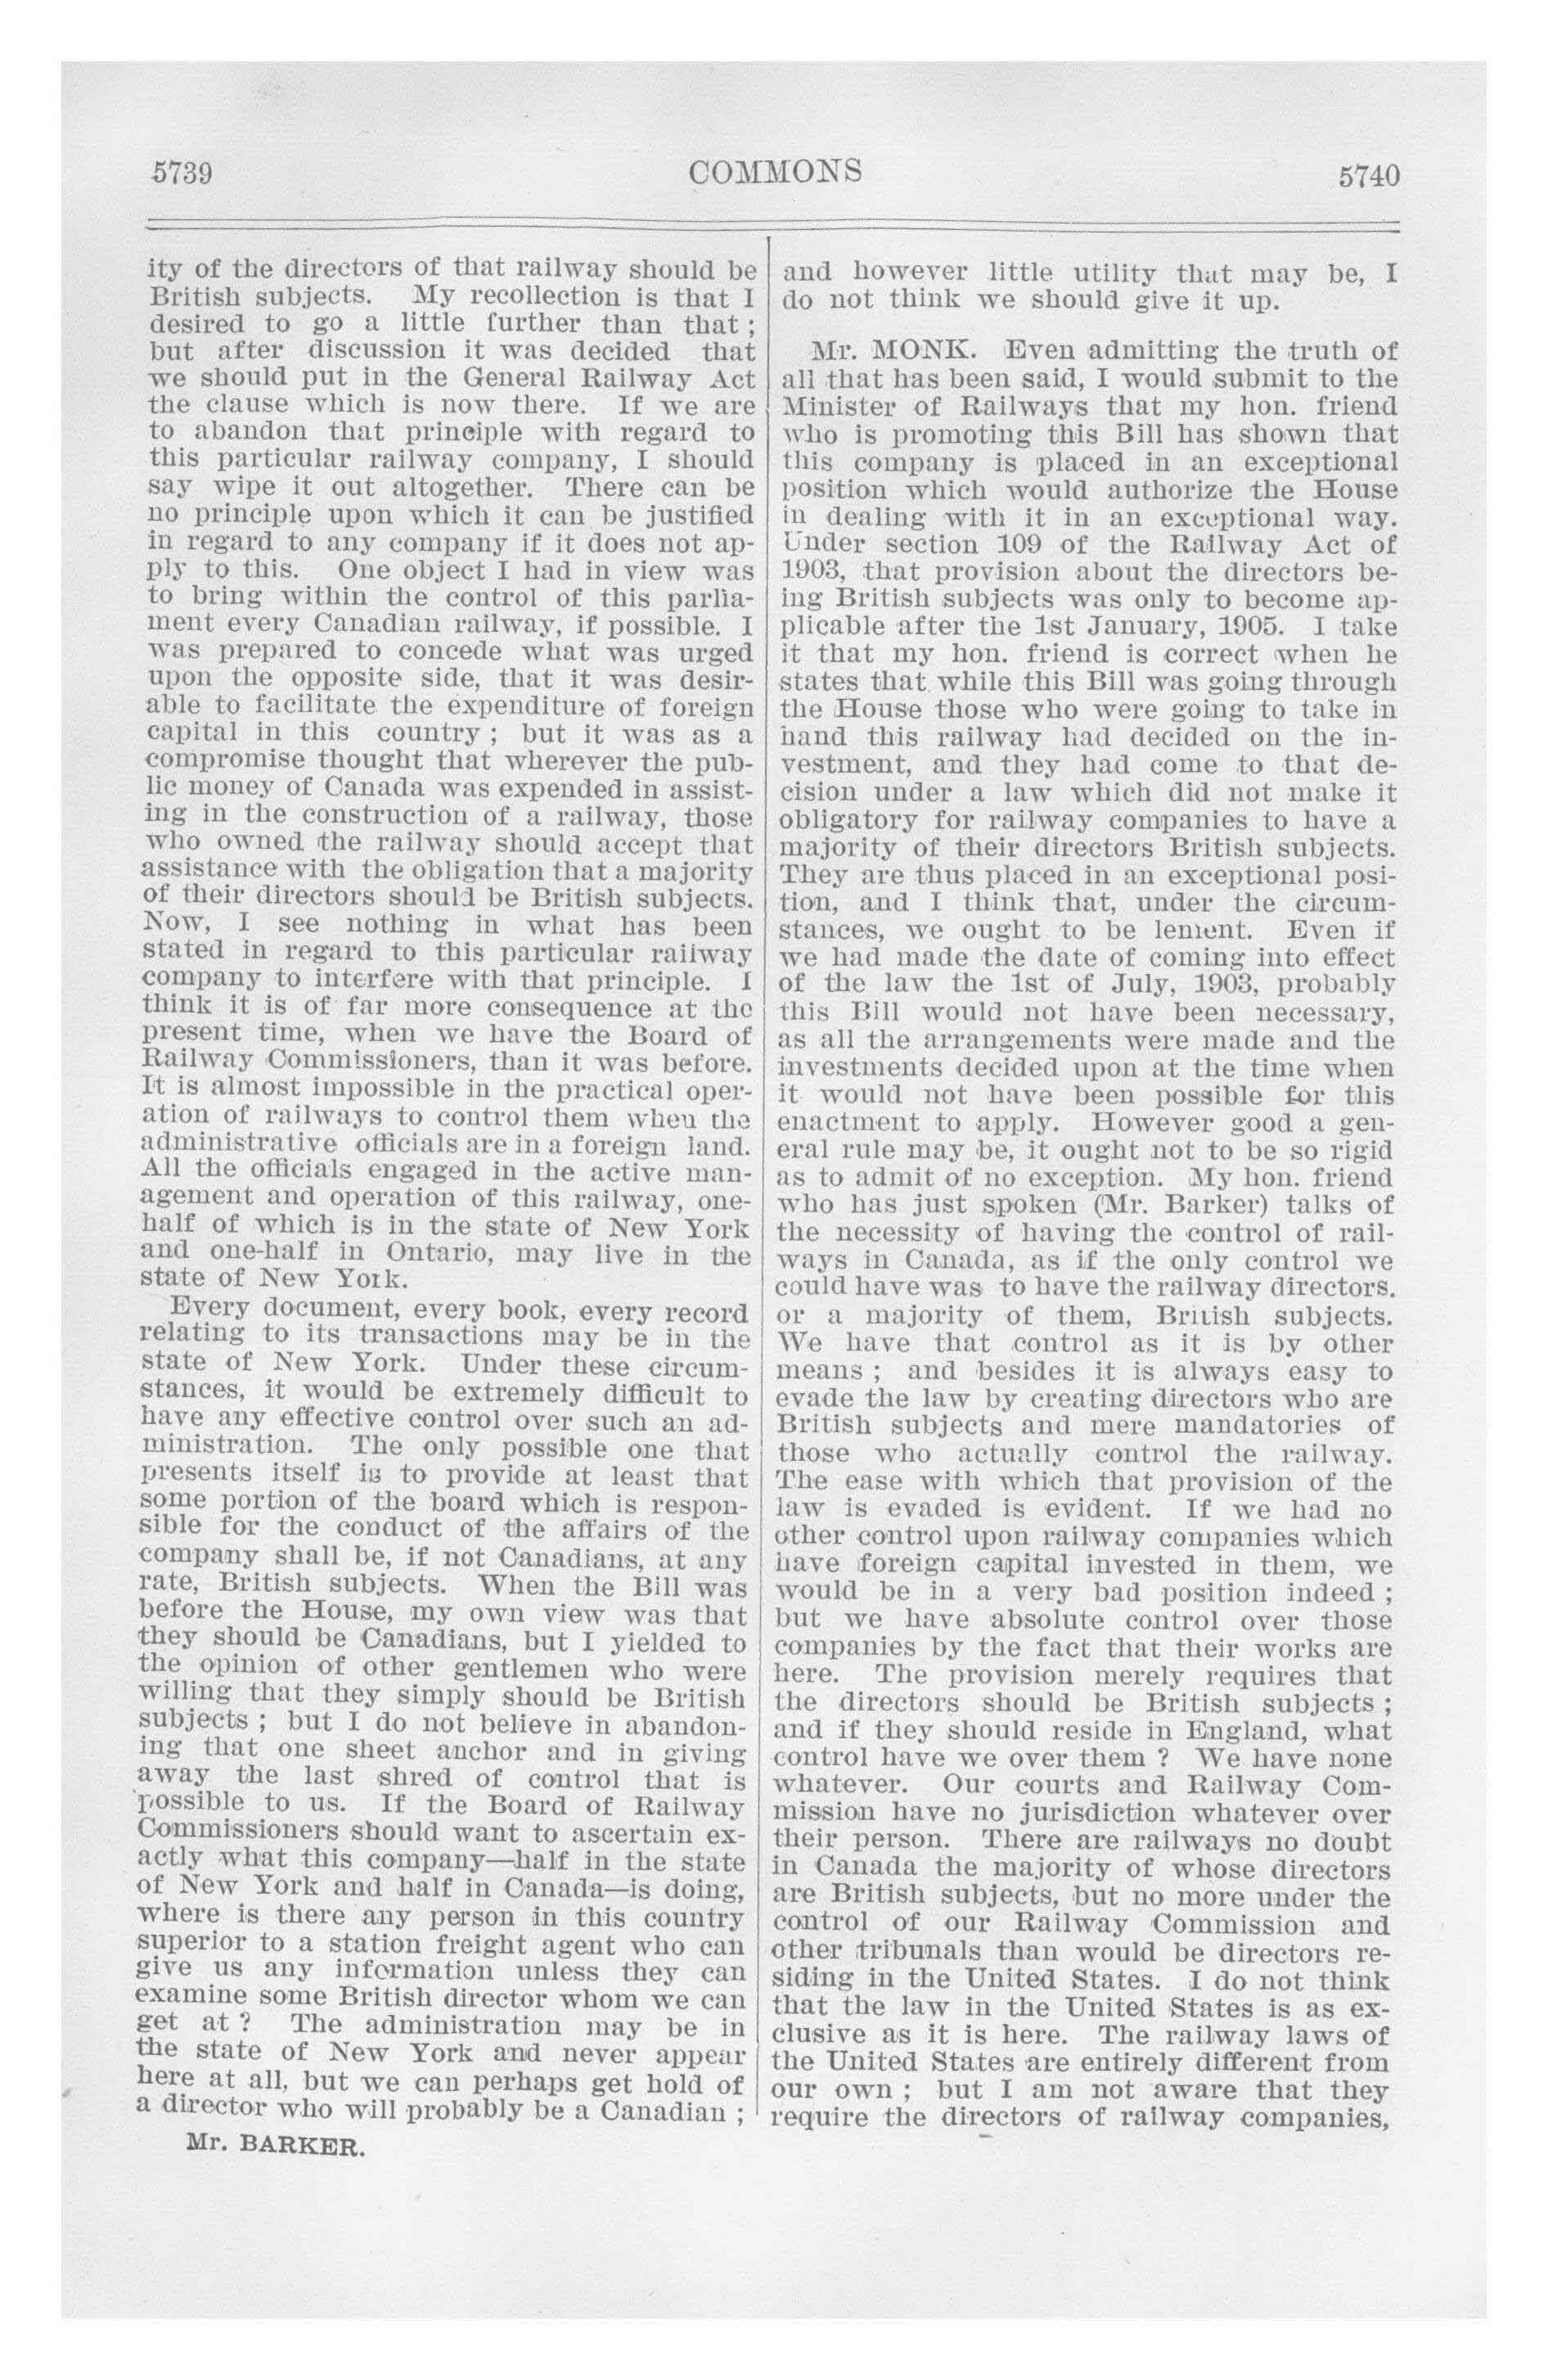 5739
COMMONS
5740
ity of the directors of that railway should be
British subjects. My recollection is that I
desired to go a little further than that ;
but after discussion it was decided that
we should put in the General Railway Act
the clause which is now there. If we are
to abandon that principle with regard to
this particular railway company, I should
say wipe it out altogether. There can be
no principle upon which it can be justified
in regard to any company if it does not ap-
ply to this. One object I had in view was
to bring within the control of this parlia-
ment every Canadian railway, if possible. I
was prepared to concede what was urged
upon the opposite side, that it was desir-
able to facilitate the expenditure of foreign
capital in this country ; but it was as a
compromise thought that wherever the pub-
lic money of Canada was expended in assist-
ing in the construction of a railway, those
who owned the railway should accept that
assistance with the obligation that a majority
of their directors should be British subjects.
Now, I see nothing in what has been
stated in regard to this particular railway
company to interfere with that principle. I
think it is of far more consequence at the
present time, when we have the Board of
Railway Commissioners, than it was before.
It is almost impossible in the practical oper-
ation of railways to control them when the
administrative officials are in a foreign land.
All the officials engaged in the active man-
agement and operation of this railway, one-
half of which is in the state of New York
and one-half in Ontario, may live in the
state of New York.
Every document, every book, every record
relating to its transactions may be in the
state of New York. Under these circum-
stances, it would be extremely difficult to
have any effective control over such an ad-
ministration. The only possible one that
presents itself is to provide at least that
some portion of the board which is respon-
sible for the conduct of the affairs of the
company shall be, if not Canadians, at any
rate, British subjects. When the Bill was
before the House, my own view was that
they should be Canadians, but I yielded to
the opinion of other gentlemen who were
willing that they simply should be British
subjects ; but I do not believe in abandon-
ing that one sheet anchor and in giving
away the last shred of control that is
possible to us. If the Board of Railway
Commissioners should want to ascertain ex-
actly what this company—half in the state
of New York and half in Canada—is doing,
where is there any person in this country
superior to a station freight agent who can
give us any information unless they can
examine some British director whom we can
get at ? The administration may be in
the state of New York and never appear
here at all, but we can perhaps get hold of
a director who will probably be a Canadian ;
Mr. BARKER.
and however little utility that may be, I
do not think we should give it up.
Mr. MONK. Even admitting the truth of
all that has been said, I would submit to the
Minister of Railways that my hon. friend
who is promoting this Bill has shown that
this company is placed in an exceptional
position which would authorize the House
in dealing with it in an exceptional way.
Under section 109 of the Railway Act of
1903, that provision about the directors be-
ing British subjects was only to become ap-
plicable after the 1st January, 1905. I take
it that my hon. friend is correct when he
states that while this Bill was going through
the House those who were going to take in
hand this railway had decided on the in-
vestment, and they had come to that de-
cision under a law which did not make it
obligatory for railway companies to have a
majority of their directors British subjects.
They are thus placed in an exceptional posi-
tion, and I think that, under the circum-
stances, we ought to be lenient. Even if
we had made the date of coming into effect
of the law the 1st of July, 1903, probably
this Bill would not have been necessary,
as all the arrangements were made and the
investments decided upon at the time when
it would not have been possible for this
enactment to apply. However good a gen-
eral rule may be, it ought not to be so rigid
as to admit of no exception. My hon. friend
who has just spoken (Mr. Barker) talks of
the necessity of having the control of rail-
ways in Canada, as if the only control we
could have was to have the railway directors.
or a majority of them, British subjects.
We have that control as it is by other
means ; and besides it is always easy to
evade the law by creating directors who are
British subjects and mere mandatories of
those who actually control the railway.
The ease with which that provision of the
law is evaded is evident. If we had no
other control upon railway companies which
have foreign capital invested in them, we
would be in a very bad position indeed ;
but we have absolute control over those
companies by the fact that their works are
here. The provision merely requires that
the directors should be British subjects ;
and if they should reside in England, what
control have we over them ? We have none
whatever. Our courts and Railway Com-
mission have no jurisdiction whatever over
their person. There are railways no doubt
in Canada the majority of whose directors
are British subjects, but no more under the
control of our Railway Commission and
other tribunals than would be directors re-
siding in the United States. I do not think
that the law in the United States is as ex-
clusive as it is here. The railway laws of
the United States are entirely different from
our own ; but I am not aware that they
require the directors of railway companies,